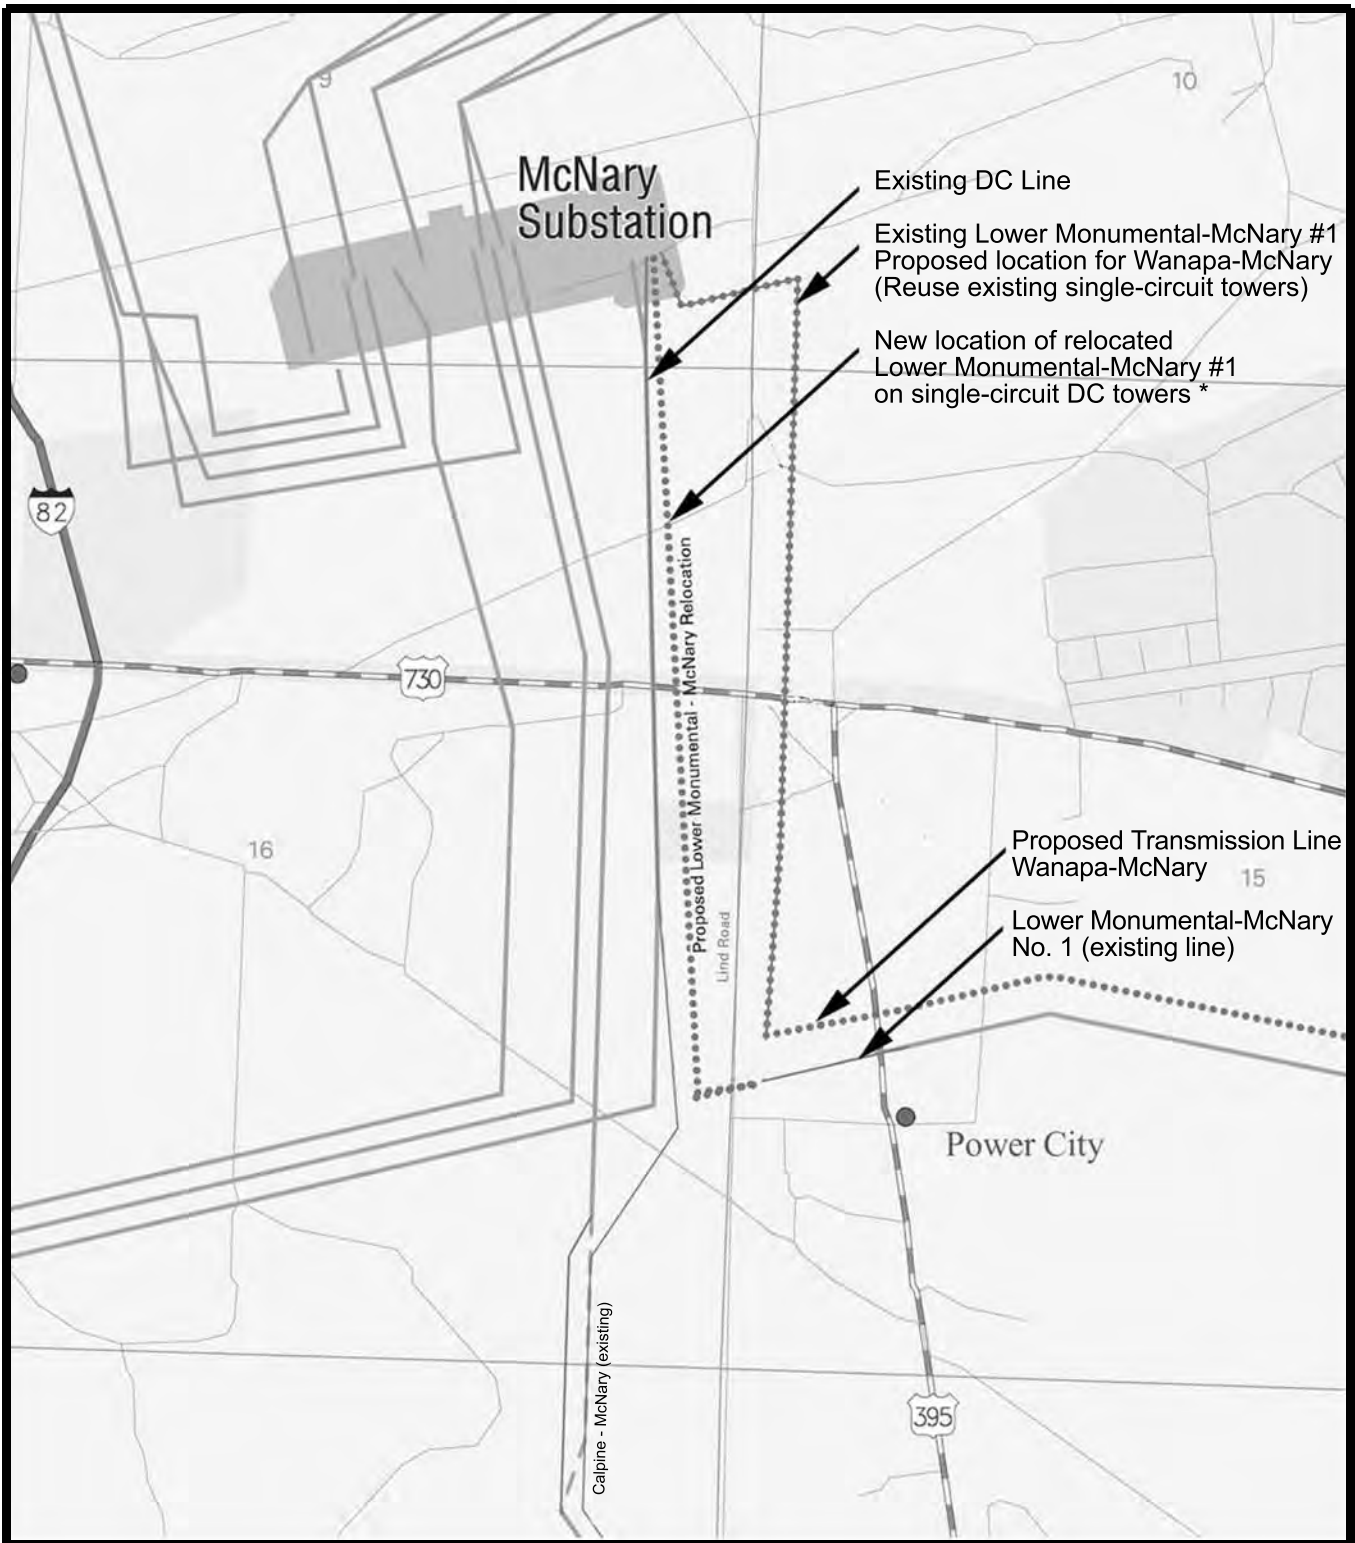 9
10
McNary
Substation
Existing DC Line
Existing Lower Monumental-McNary #1
Proposed location for Wanapa-McNary
(Reuse existing single-circuit towers)
New location of relocated
Lower Monumental-McNary #1
on single-circuit DC towers *
82
730
Proposed Lower Monumental - McNary Relocation
16
Proposed Transmission Line
Wanapa-McNary
15
Lower Monumental-McNary
No. 1 (existing line)
Lind Road
Power City
Calpine - McNary (existing)
395